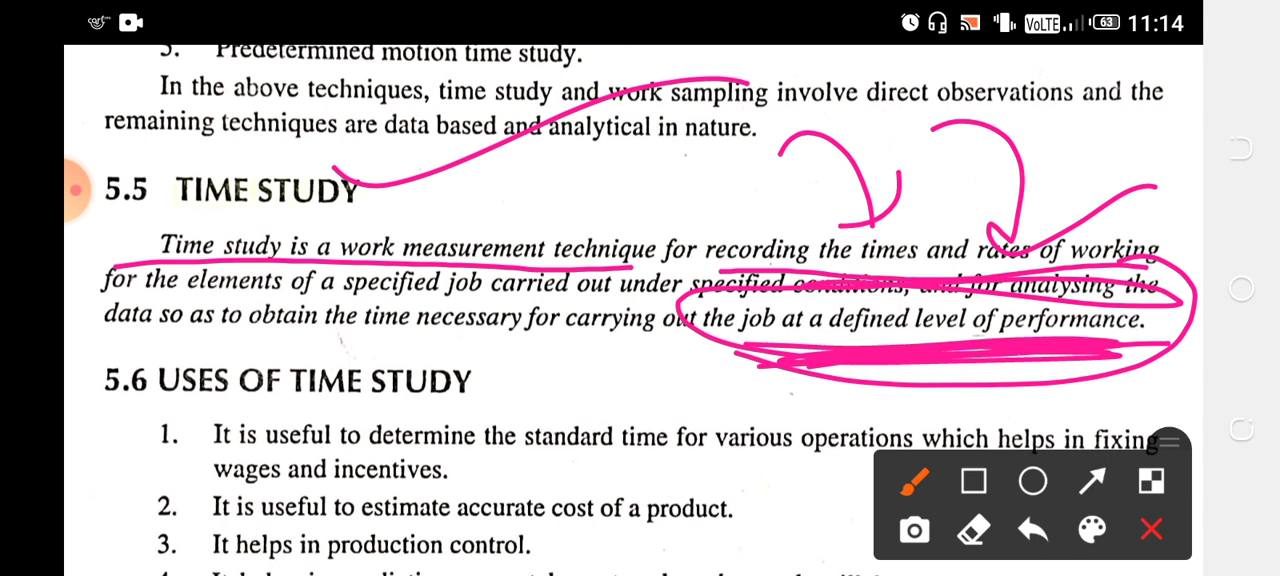 VoLTE 63 11:14
5. Predetermined motion time study.
In the above techniques, time study and work sampling involve direct observations and the
remaining techniques are data based and analytical in nature.
5.5 TIME STUDY
Time study is a work measurement technique for recording the times and rates of working
for the elements of a specified job carried out under specified conditions, and for analysing the
data so as to obtain the time necessary for carrying out the job at a defined level of performance.
5.6 USES OF TIME STUDY
1. It is useful to determine the standard time for various operations which helps in fixing
wages and incentives.
2. It is useful to estimate accurate cost of a product.
3. It helps in production control.